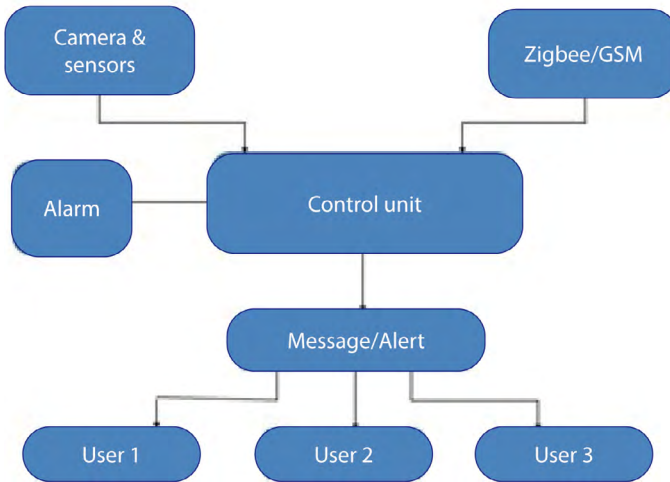 Camera &
sensors
Zigbee/GSM
Alarm
Control unit
Message/Alert
User 1
User 2
User 3